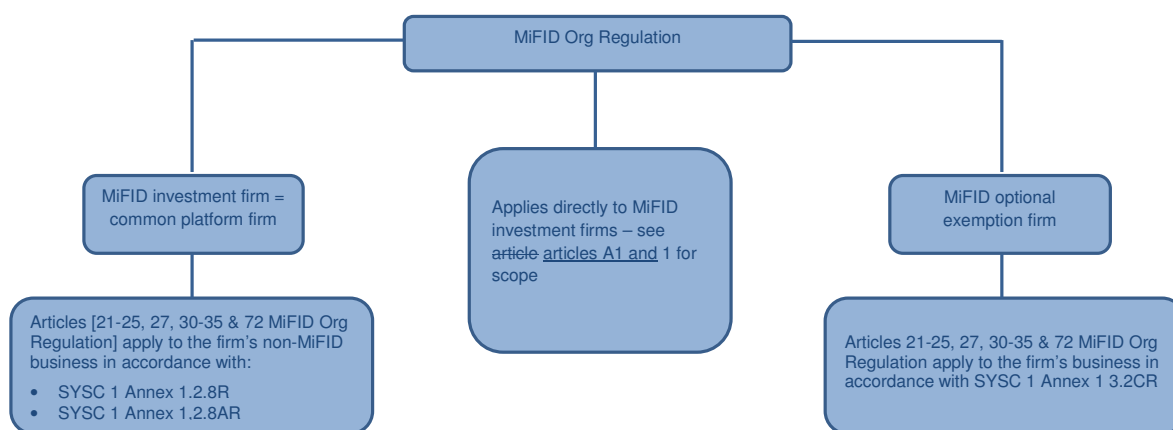 MiFID Org Regulation
MiFID investment firm =
common platform firm
Applies directly to MiFID
investment firms – see
article articles A1 and 1 for
scope
MiFID optional
exemption firm
Articles [21-25, 27, 30-35 & 72 MiFID Org
Regulation] apply to the firm's non-MiFID
business in accordance with:
• SYSC 1 Annex 1.2.8R
• SYSC 1 Annex 1.2.8AR
Articles 21-25, 27, 30-35 & 72 MiFID Org
Regulation apply to the firm's business in
accordance with SYSC 1 Annex 1 3.2CR